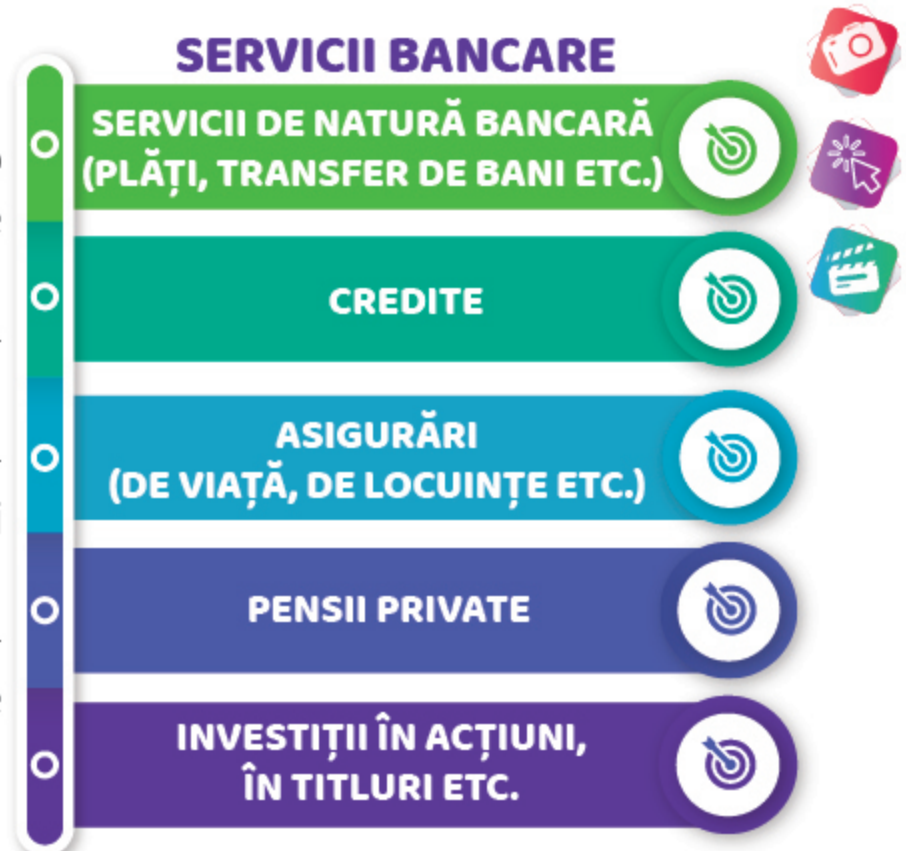 SERVICII BANCARE
SERVICII DE NATURĂ BANCARĂ
(PLĂȚI, TRANSFER DE BANI ETC.)
CREDITE
ASIGURĂRI
(DE VIAȚĂ, DE LOCUINȚE ETC.)
PENSII PRIVATE
INVESTIȚII ÎN ACȚIUNI,
ÎN TITLURI ETC.